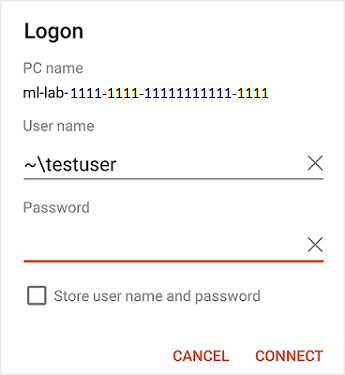 Logon
PC name
ml-lab-1111-1111-11111111111-1111
User name
~\testuser
Password
Store user name and password
CANCEL CONNECT